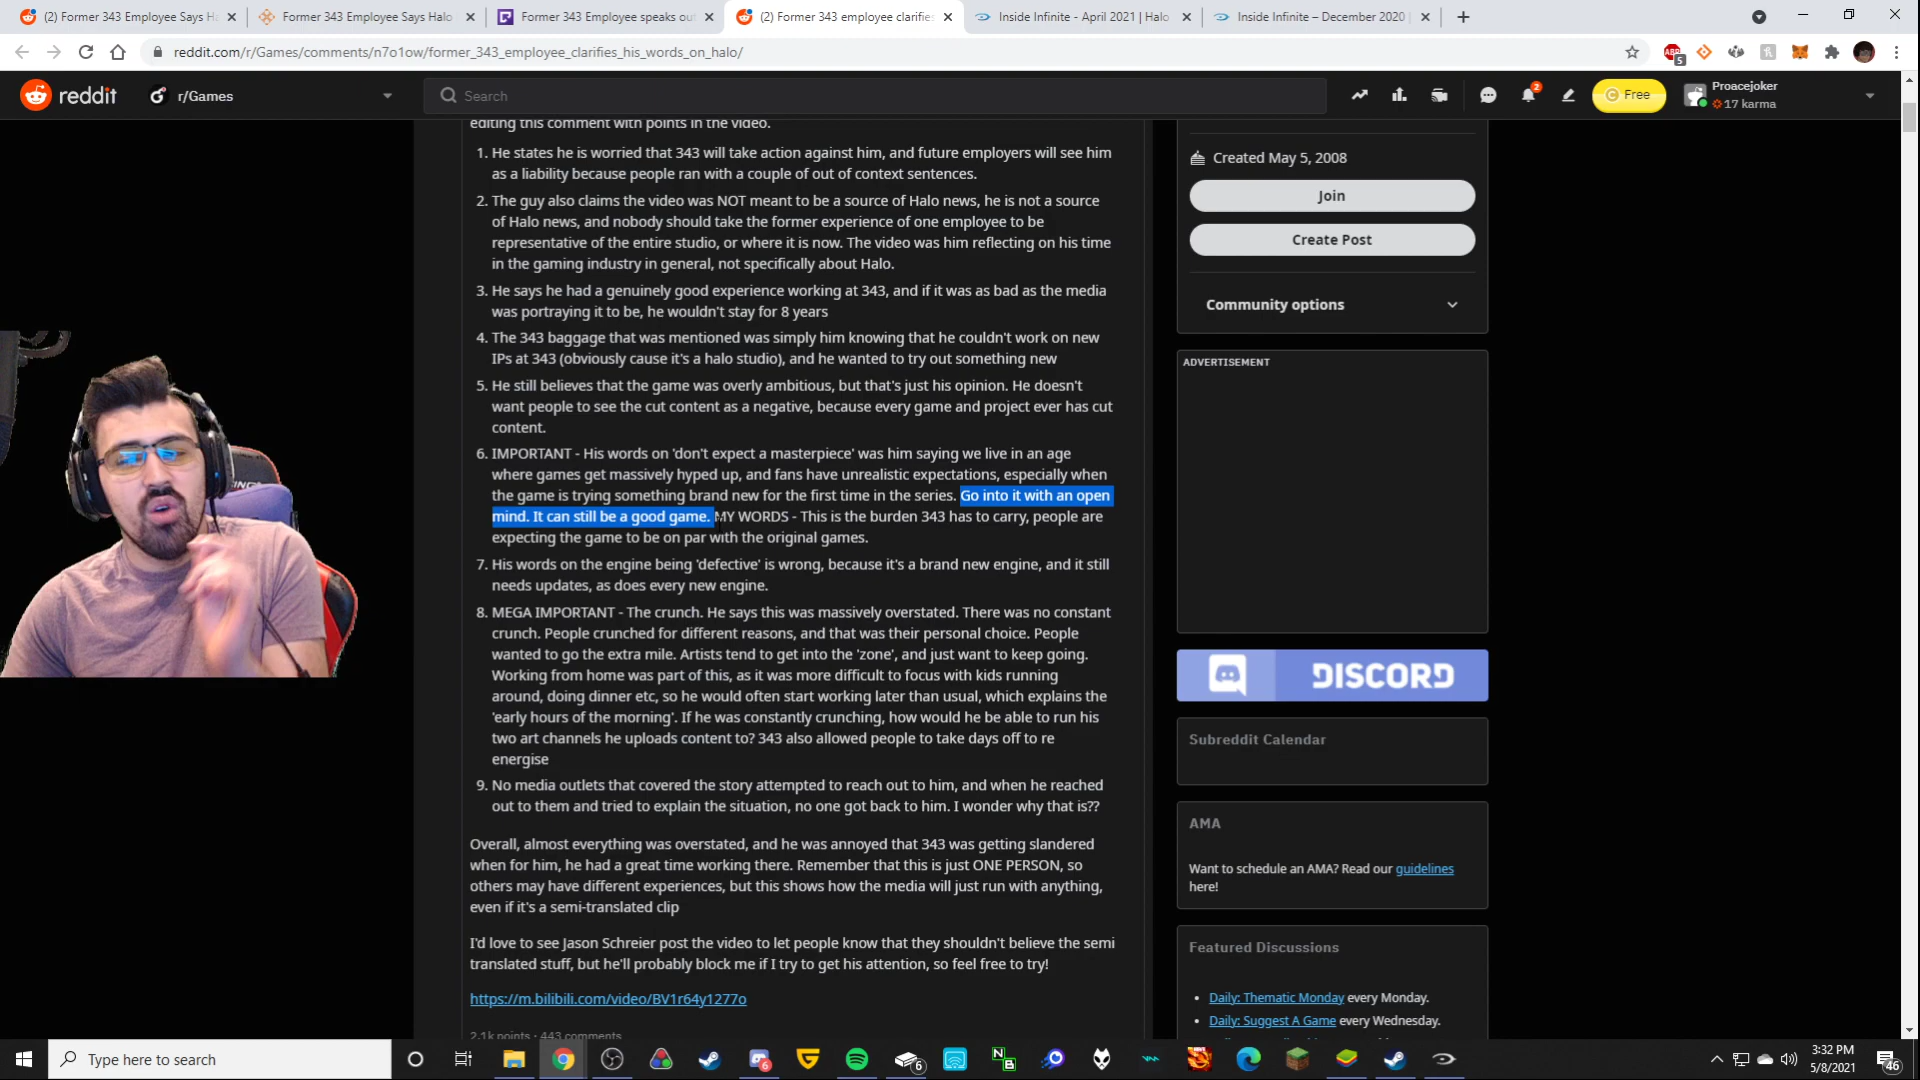 (2) Former 343 Employee Says Ha
Former 343 Employee Says Halo
Former 343 Employee speaks ou
(2) Former 343 employee clarifies
Inside Infinite - April 2021 | Halo
Inside Infinite – December 2020 |
reddit.com/r/Games/comments/n7o1ow/former_343_employee_clarifies_his_words_on_halo/
ABP
5
reddit
r/Games
Search
2
Free
Proacejoker
17 karma
editing this comment with points in the video.
1. He states he is worried that 343 will take action against him, and future employers will see him
as a liability because people ran with a couple of out of context sentences.
2. The guy also claims the video was NOT meant to be a source of Halo news, he is not a source
of Halo news, and nobody should take the former experience of one employee to be
representative of the entire studio, or where it is now. The video was him reflecting on his time
in the gaming industry in general, not specifically about Halo.
3. He says he had a genuinely good experience working at 343, and if it was as bad as the media
was portraying it to be, he wouldn't stay for 8 years
4. The 343 baggage that was mentioned was simply him knowing that he couldn't work on new
IPs at 343 (obviously cause it's a halo studio), and he wanted to try out something new
5. He still believes that the game was overly ambitious, but that's just his opinion. He doesn't
want people to see the cut content as a negative, because every game and project ever has cut
content.
6. IMPORTANT - His words on 'don't expect a masterpiece' was him saying we live in an age
where games get massively hyped up, and fans have unrealistic expectations, especially when
the game is trying something brand new for the first time in the series. Go into it with an open
mind. It can still be a good game. MY WORDS - This is the burden 343 has to carry, people are
expecting the game to be on par with the original games.
7. His words on the engine being 'defective' is wrong, because it's a brand new engine, and it still
needs updates, as does every new engine.
8. MEGA IMPORTANT - The crunch. He says this was massively overstated. There was no constant
crunch. People crunched for different reasons, and that was their personal choice. People
wanted to go the extra mile. Artists tend to get into the 'zone', and just want to keep going.
Working from home was part of this, as it was more difficult to focus with kids running
around, doing dinner etc, so he would often start working later than usual, which explains the
'early hours of the morning'. If he was constantly crunching, how would he be able to run his
two art channels he uploads content to? 343 also allowed people to take days off to re
energise
9. No media outlets that covered the story attempted to reach out to him, and when he reached
out to them and tried to explain the situation, no one got back to him. I wonder why that is??
Overall, almost everything was overstated, and he was annoyed that 343 was getting slandered
when for him, he had a great time working there. Remember that this is just ONE PERSON, so
others may have different experiences, but this shows how the media will just run with anything,
even if it's a semi-translated clip
I'd love to see Jason Schreier post the video to let people know that they shouldn't believe the semi
translated stuff, but he'll probably block me if I try to get his attention, so feel free to try!
https://m.bilibili.com/video/BV1r64y1277o
2.1k points · 443 comments
Created May 5, 2008
Join
Create Post
Community options
ADVERTISEMENT
DISCORD
Subreddit Calendar
AMA
Want to schedule an AMA? Read our guidelines
here!
Featured Discussions
• Daily: Thematic Monday every Monday.
• Daily: Suggest A Game every Wednesday.
Type here to search
6
6
N
B
3:32 PM
5/8/2021
46